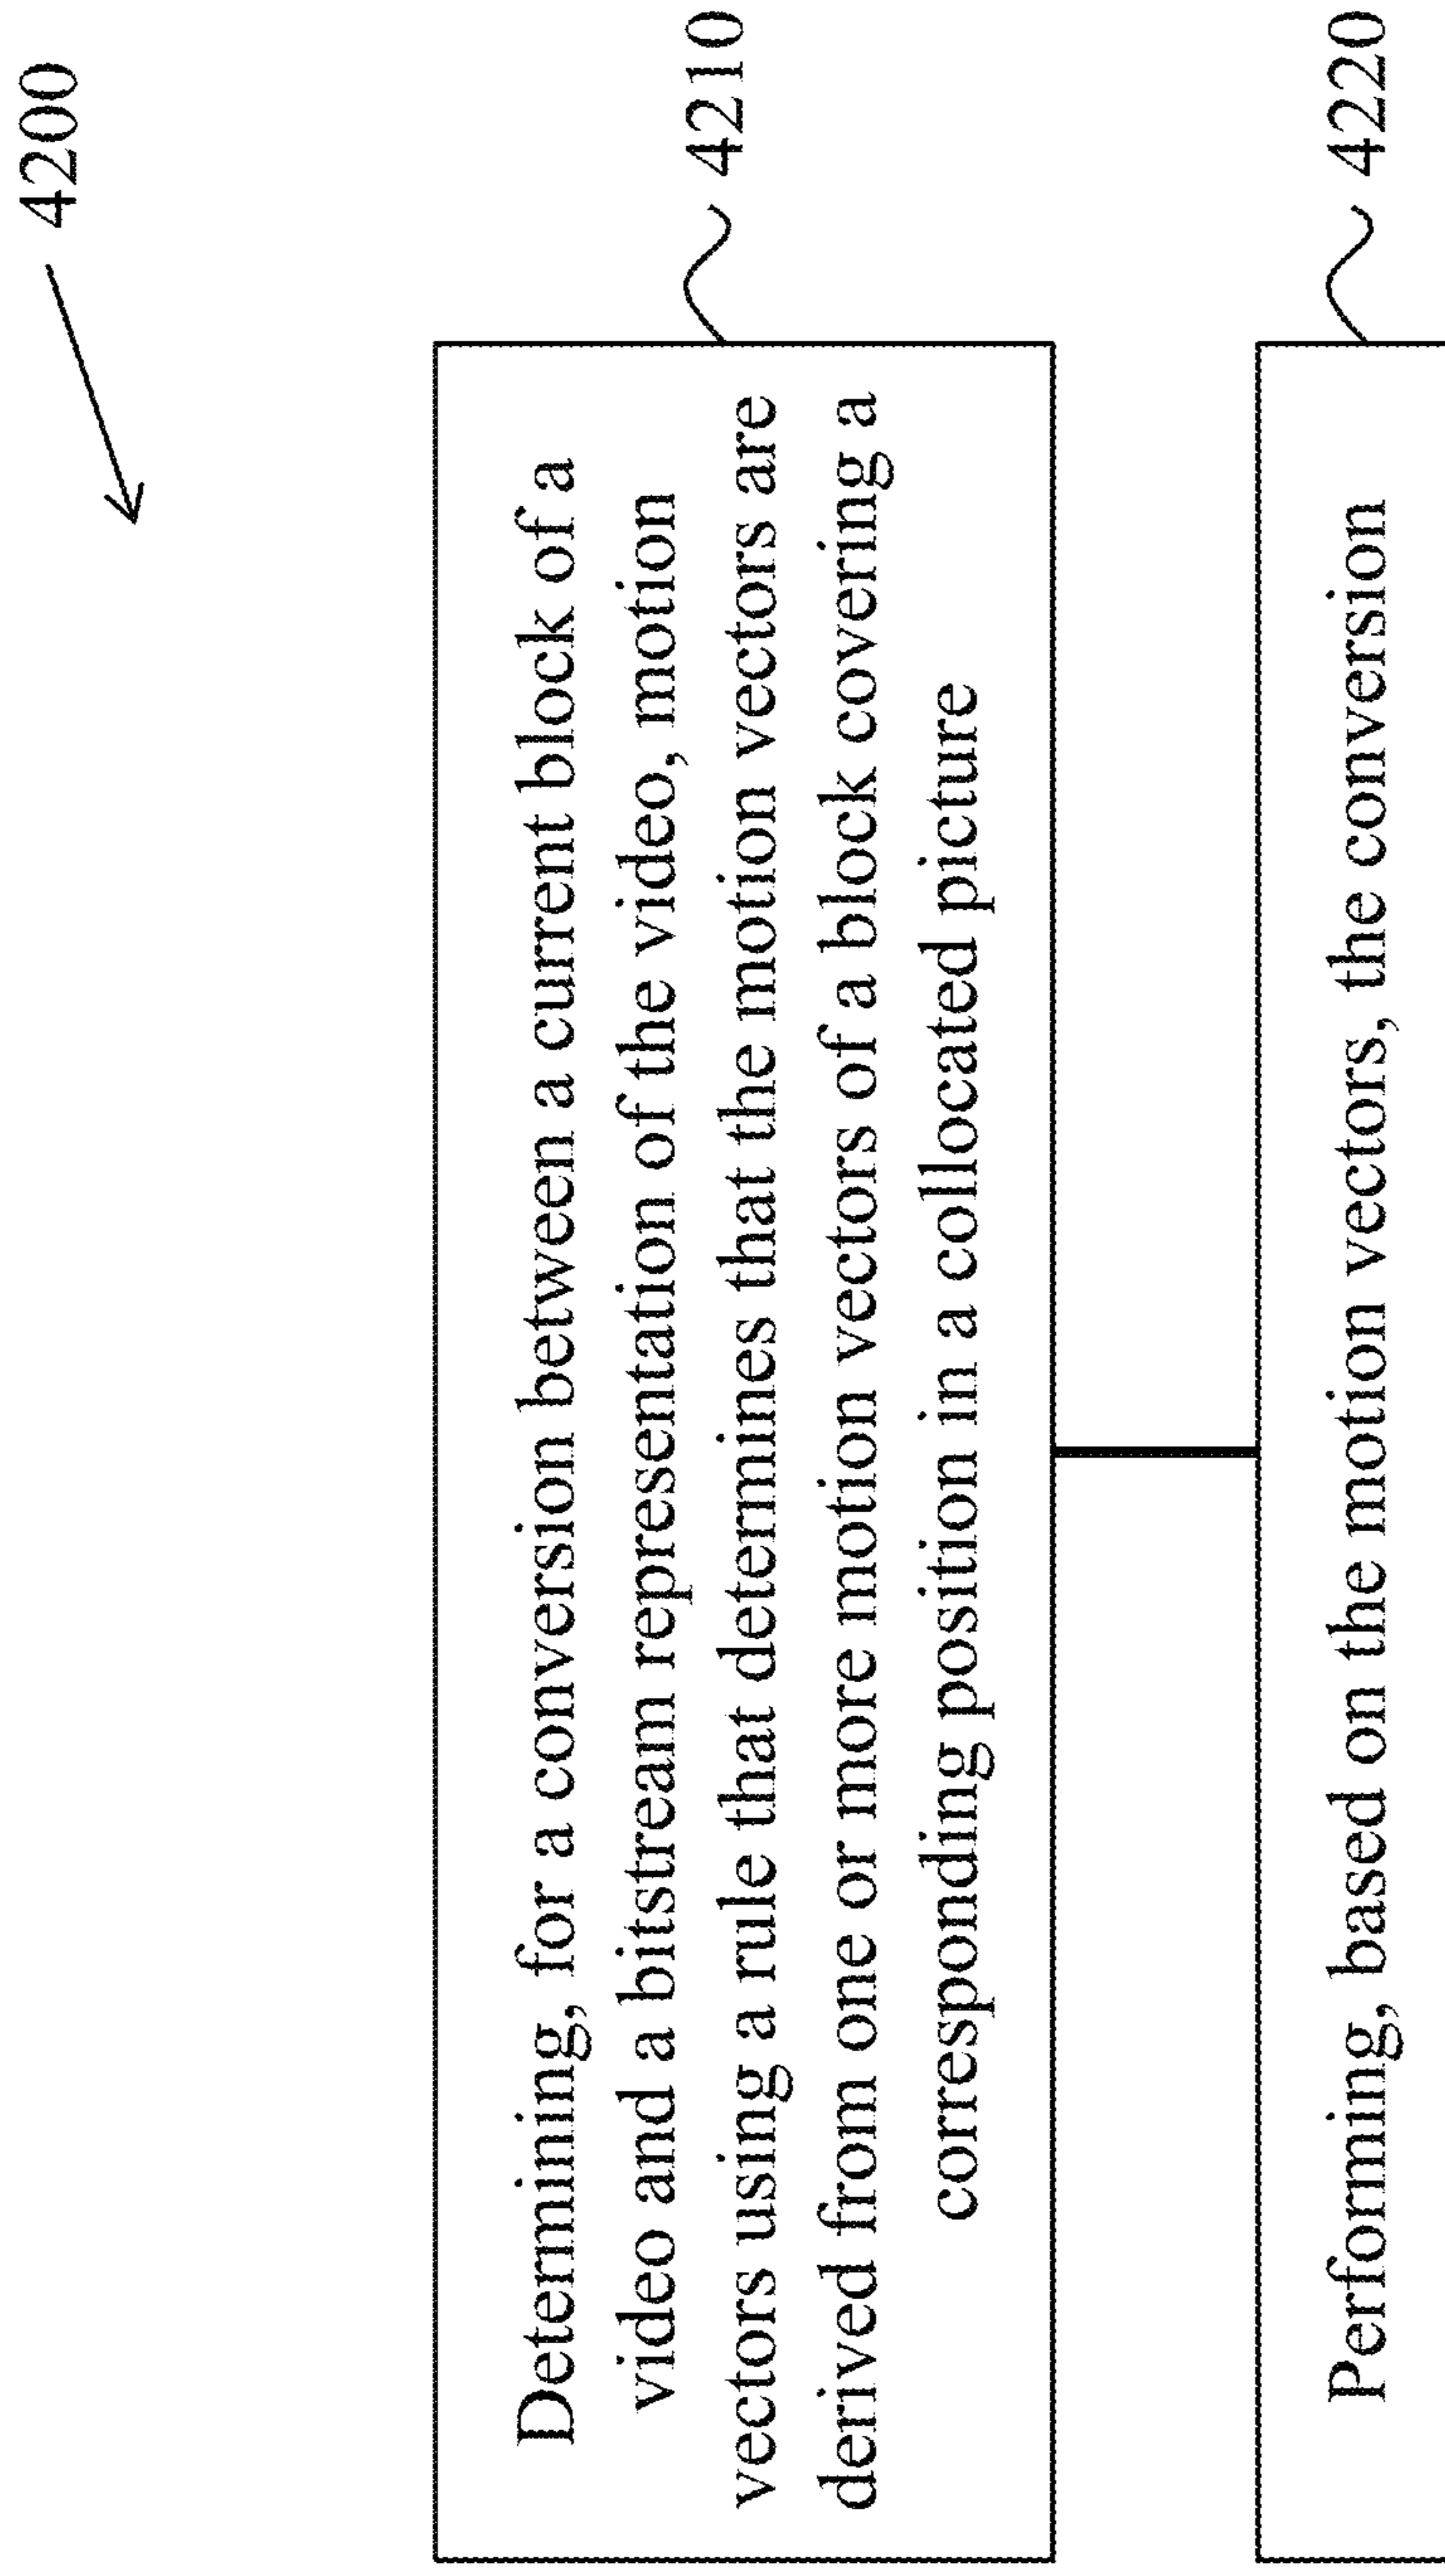 4200
Determining, for a conversion between a current block of a
video and a bitstream representation of the video, motion
vectors using a rule that determines that the motion vectors are
derived from one or more motion vectors of a block covering a
corresponding position in a collocated picture
4210
Performing, based on the motion vectors, the conversion
4220